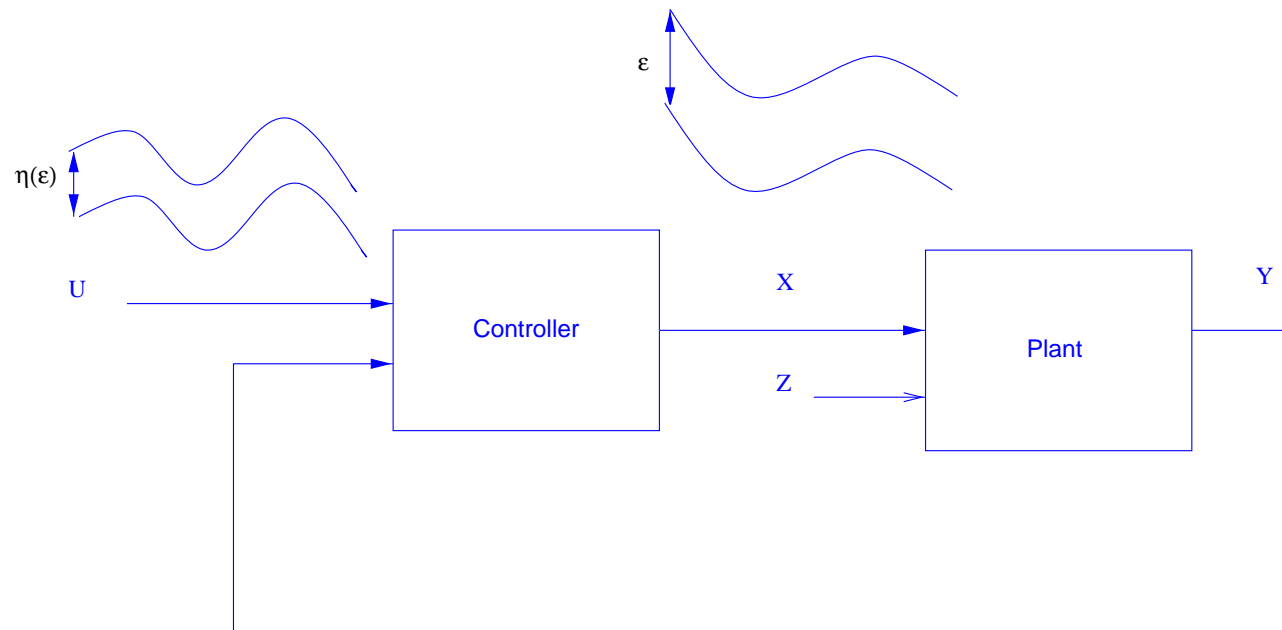 ε
η(ε)
U
X
Y
Controller
Plant
Z